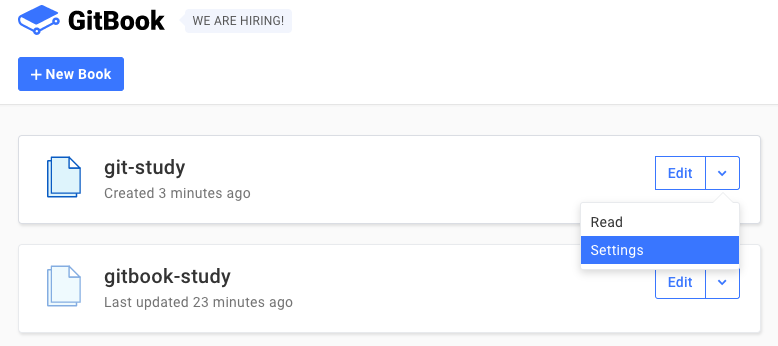 GitBook WE ARE HIRING!
+ New Book
git-study
Created 3 minutes ago
Edit
Read
Settings
gitbook-study
Last updated 23 minutes ago
Edit